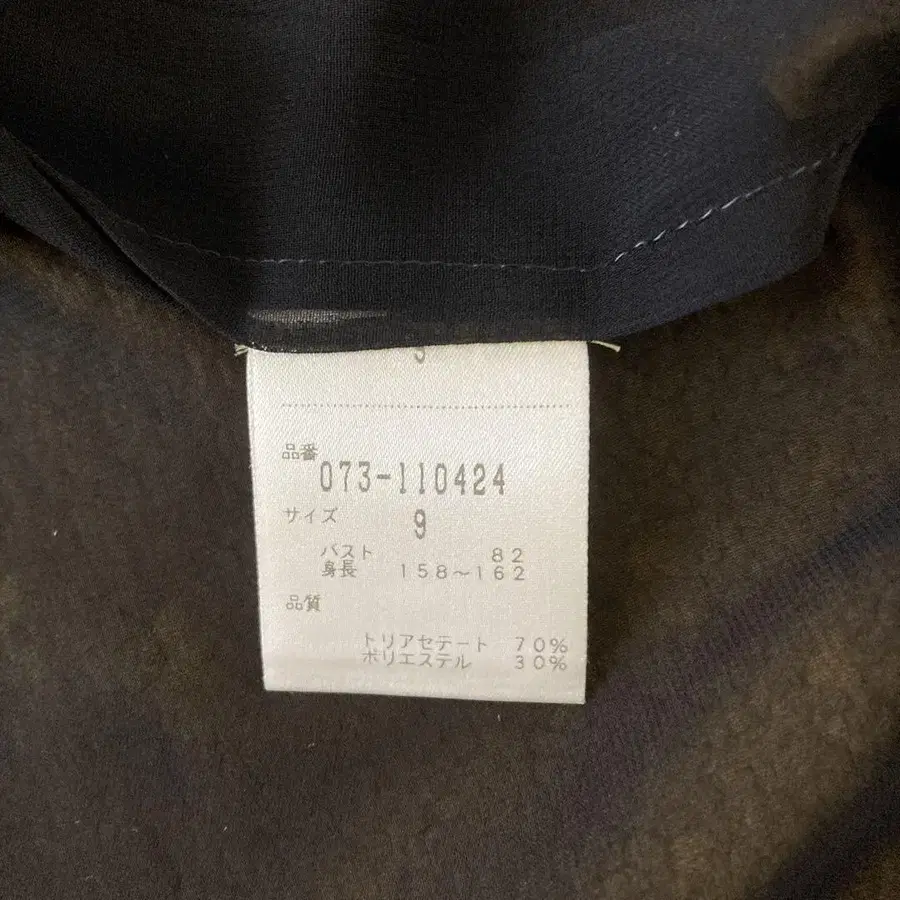 品番
073-110424
サイズ 9
バスト 82
身長 158～162
品質
トリアセテート 70%
ポリエステル 30%